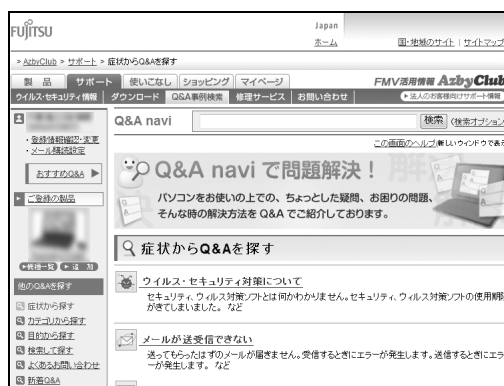 FUJITSU
Japan
ホーム
国・地域のサイト | サイトマップ
> AzbyClub > サポート > 症状からQ&Aを探す
製 品 サポート 使いこなし ショッピング マイページ
FMV活用情報 AzbyClub
ウイルス・セキュリティ情報 ダウンロード Q&A事例検索 修理サービス お問い合わせ
法人のお客様向けサポート情報
Q&A navi
検索 (検索オプション
この画面のヘルプ(新しいウィンドウで表示
・登録情報確認・変更
・メール購読設定
おすすめQ&A
Q&A navi で問題解決!
パソコンをお使いの上での、ちょっとした疑問、お困りの問題、
そんな時の解決方法を Q&A でご紹介しております。
ご登録の製品
機種一覧 追 加
症状からQ&Aを探す
他のQ&Aを探す
症状から探す
カテゴリから探す
目的から探す
検索して探す
よくあるお問い合わせ
新着Q&A
ウイルス・セキュリティ対策について
セキュリティ、ウィルス対策ソフトとは何かわかりません。セキュリティ、ウィルス対策ソフトの使用期限
がきてしまいました。 など
メールが送受信できない
送ってもらったはずのメールが届きません。受信するときにエラーが発生します。送信するときにエラ
ーが発生します。 など